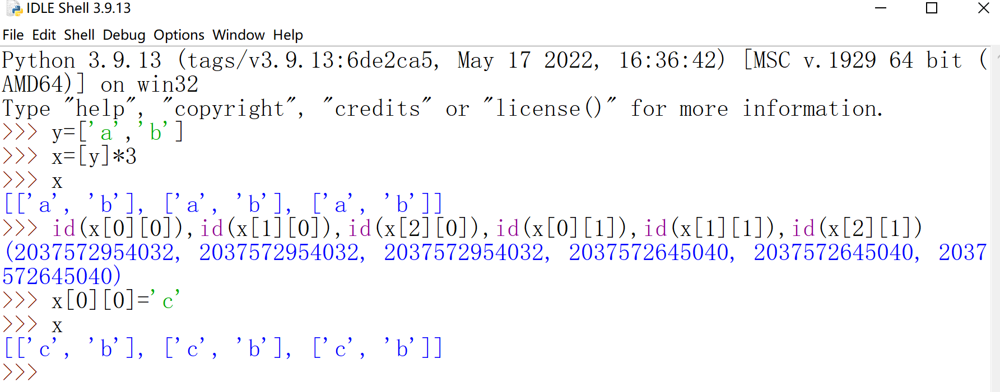 IDLE Shell 3.9.13
File Edit Shell Debug Options Window Help
Python 3.9.13 (tags/v3.9.13:6de2ca5, May 17 2022, 16:36:42) [MSC v.1929 64 bit (
AMD64)] on win32
Type "help", "copyright", "credits" or "license()" for more information.
>>> y=['a','b']
>>> x=[y]*3
>>> x
[['a', 'b'], ['a', 'b'], ['a', 'b']]
>>> id(x[0][0]),id(x[1][0]),id(x[2][0]),id(x[0][1]),id(x[1][1]),id(x[2][1])
(2037572954032, 2037572954032, 2037572954032, 2037572645040, 2037572645040, 2037
572645040)
>>> x[0][0]='c'
>>> x
[['c', 'b'], ['c', 'b'], ['c', 'b']]
>>>